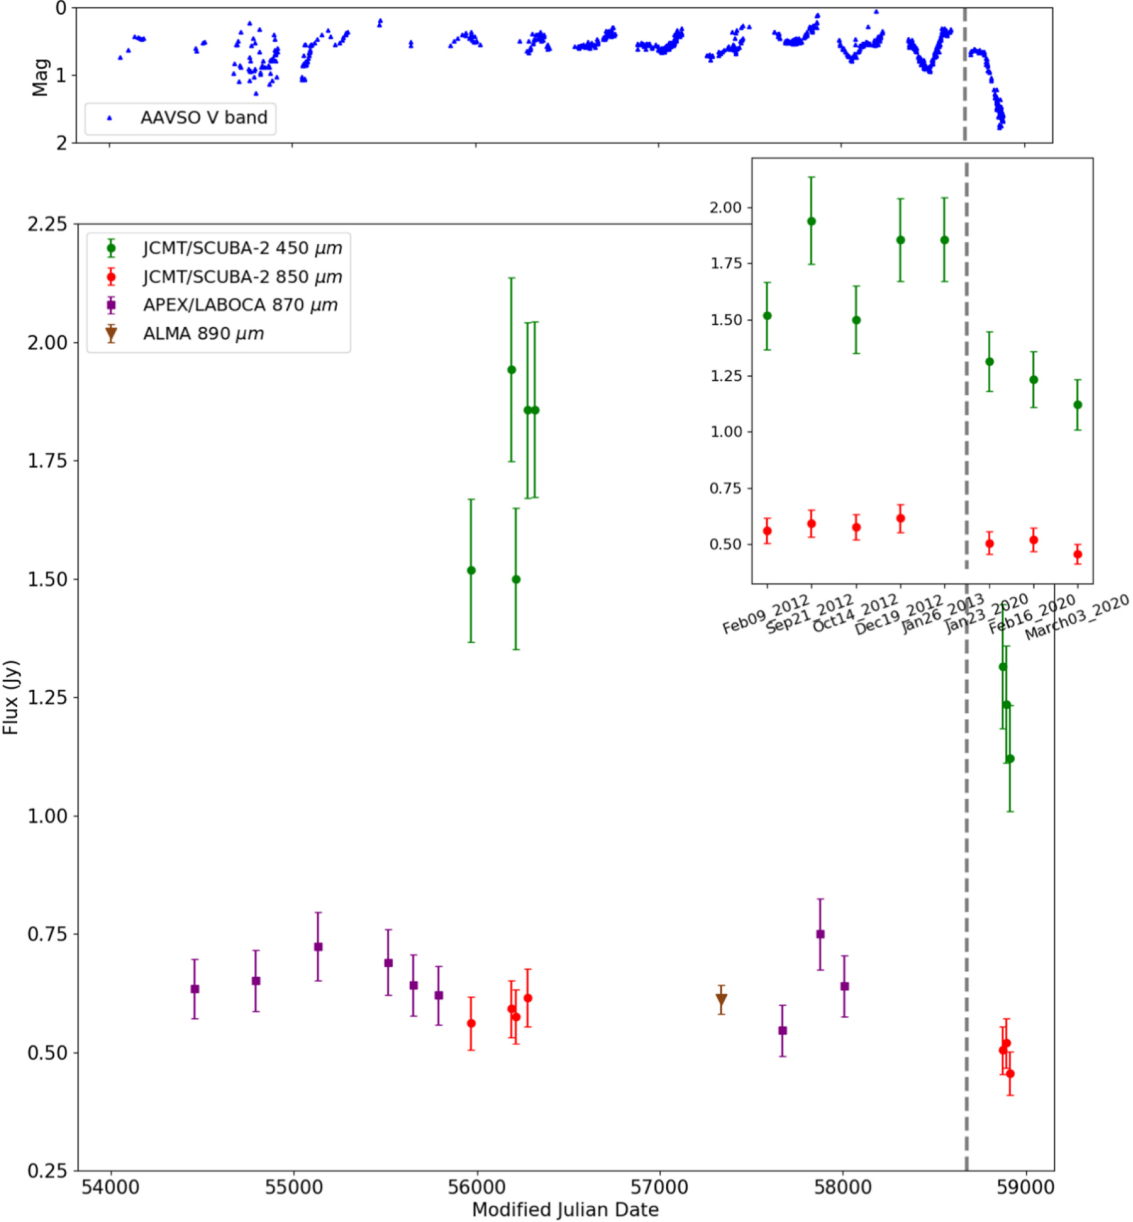 0
1
2
Mag
AAVSO V band
2.25
2.00
1.75
1.50
1.25
1.00
0.75
0.50
0.25
Flux (Jy)
JCMT/SCUBA-2 450 μm
JCMT/SCUBA-2 850 μm
APEX/LABOCA 870 μm
ALMA 890 μm
2.00
1.75
1.50
1.25
1.00
0.75
0.50
Feb09_2012
Sep21_2012
Oct14_2012
Dec19_2012
Jan26_2013
Jan23_2020
Feb16_2020
March03_2020
54000 55000 56000 57000 58000 59000
Modified Julian Date